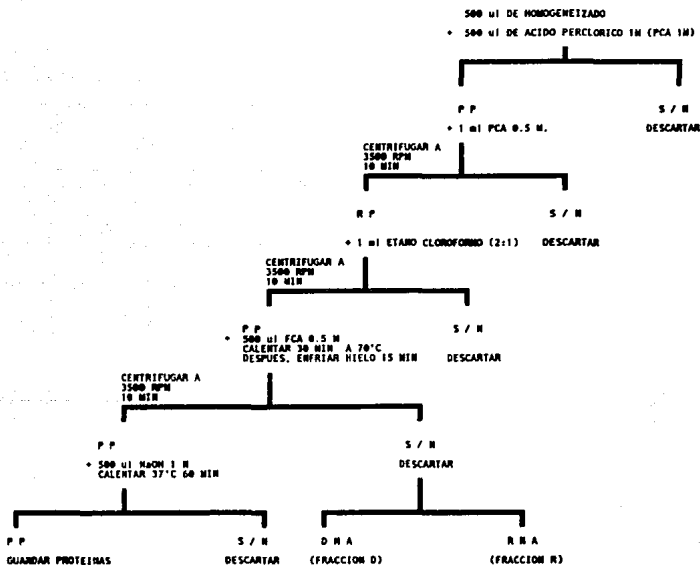 500 ul DE HOMOGENEIZADO
+ 500 ul DE ACIDO PERCLORICO 1M (PCA 1M)
P P
S / N
+ 1 ml PCA 0.5 M.
DESCARTAR
CENTRIFUGAR A
3500 RPM
10 MIN
R P
S / N
+ 1 ml ETANO CLOROFORMO (2:1)
DESCARTAR
CENTRIFUGAR A
3500 RPM
10 MIN
P P
S / N
+ 500 ul FCA 0.5 M
CALENTAR 30 MIN A 70°C
DESPUES, ENFRIAR HIELO 15 MIN
DESCARTAR
CENTRIFUGAR A
3500 RPM
10 MIN
P P
S / N
+ 500 ul NaOH 1 N
CALENTAR 37°C 60 MIN
DESCARTAR
P P
S / N
D N A
R N A
GUARDAR PROTEINAS
DESCARTAR
(FRACCION D)
(FRACCION R)